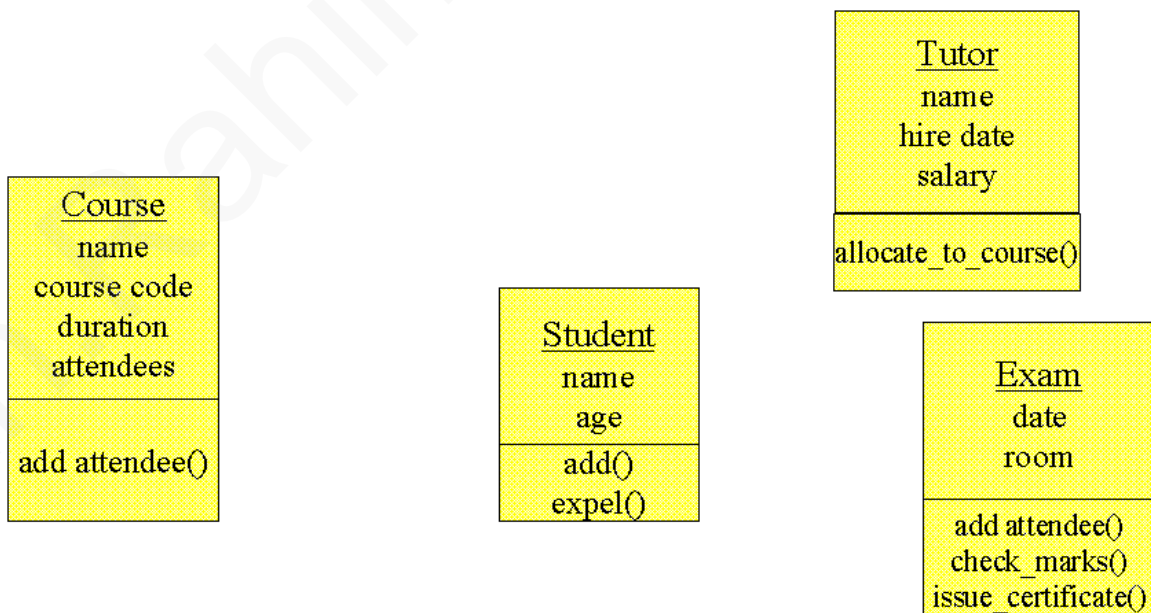 Course
name
course code
duration
attendees
add attendee()
Student
name
age
add()
expel()
Tutor
name
hire date
salary
allocate_to_course()
Exam
date
room
add attendee()
check_marks()
issue_certificate()